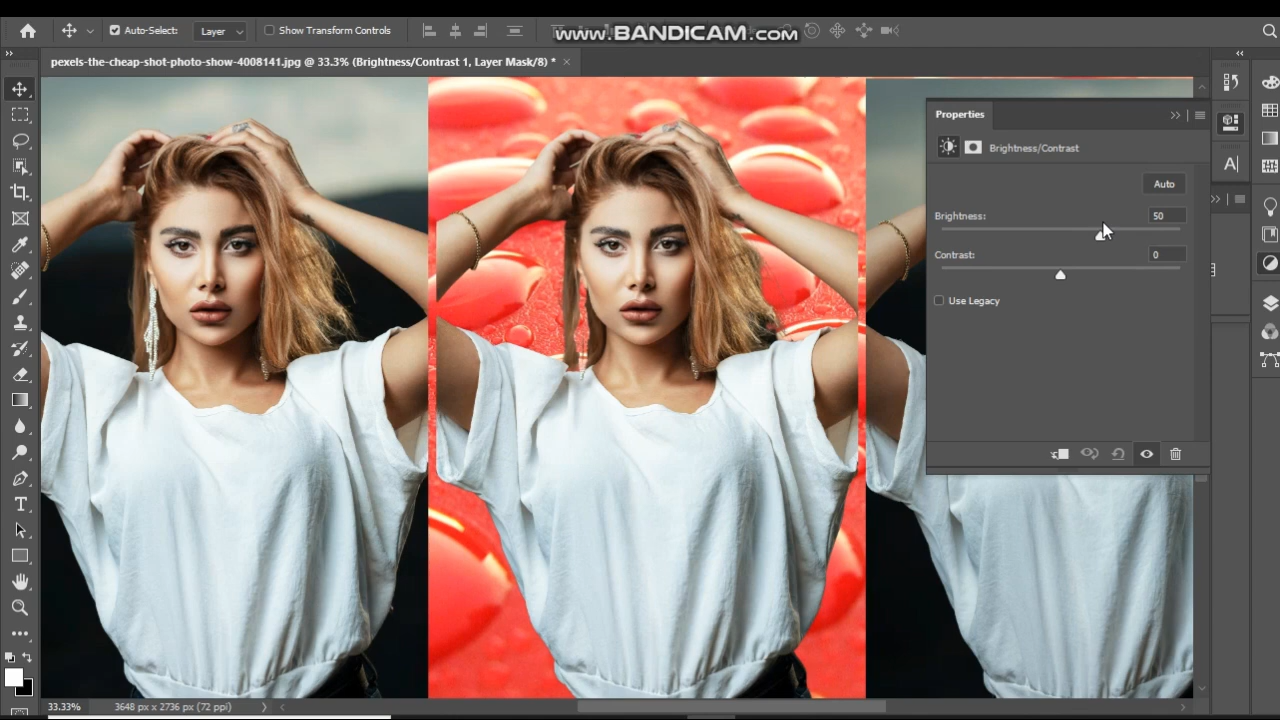 Auto-Select:
Layer
Show Transform Controls
www.BANDICAM.com
pexels-the-cheap-shot-photo-show-4008141.jpg @ 33.3% (Brightness/Contrast 1, Layer Mask/8) *
Properties
Brightness/Contrast
Auto
Brightness:
50
Contrast:
0
Use Legacy
33.33%
3648 px x 2736 px (72 ppi)